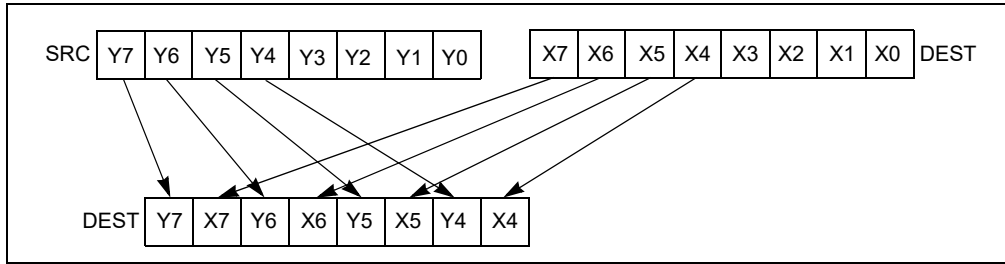 SRC Y7 Y6 Y5 Y4 Y3 Y2 Y1 Y0 X7 X6 X5 X4 X3 X2 X1 X0 DEST
DEST Y7 X7 Y6 X6 Y5 X5 Y4 X4